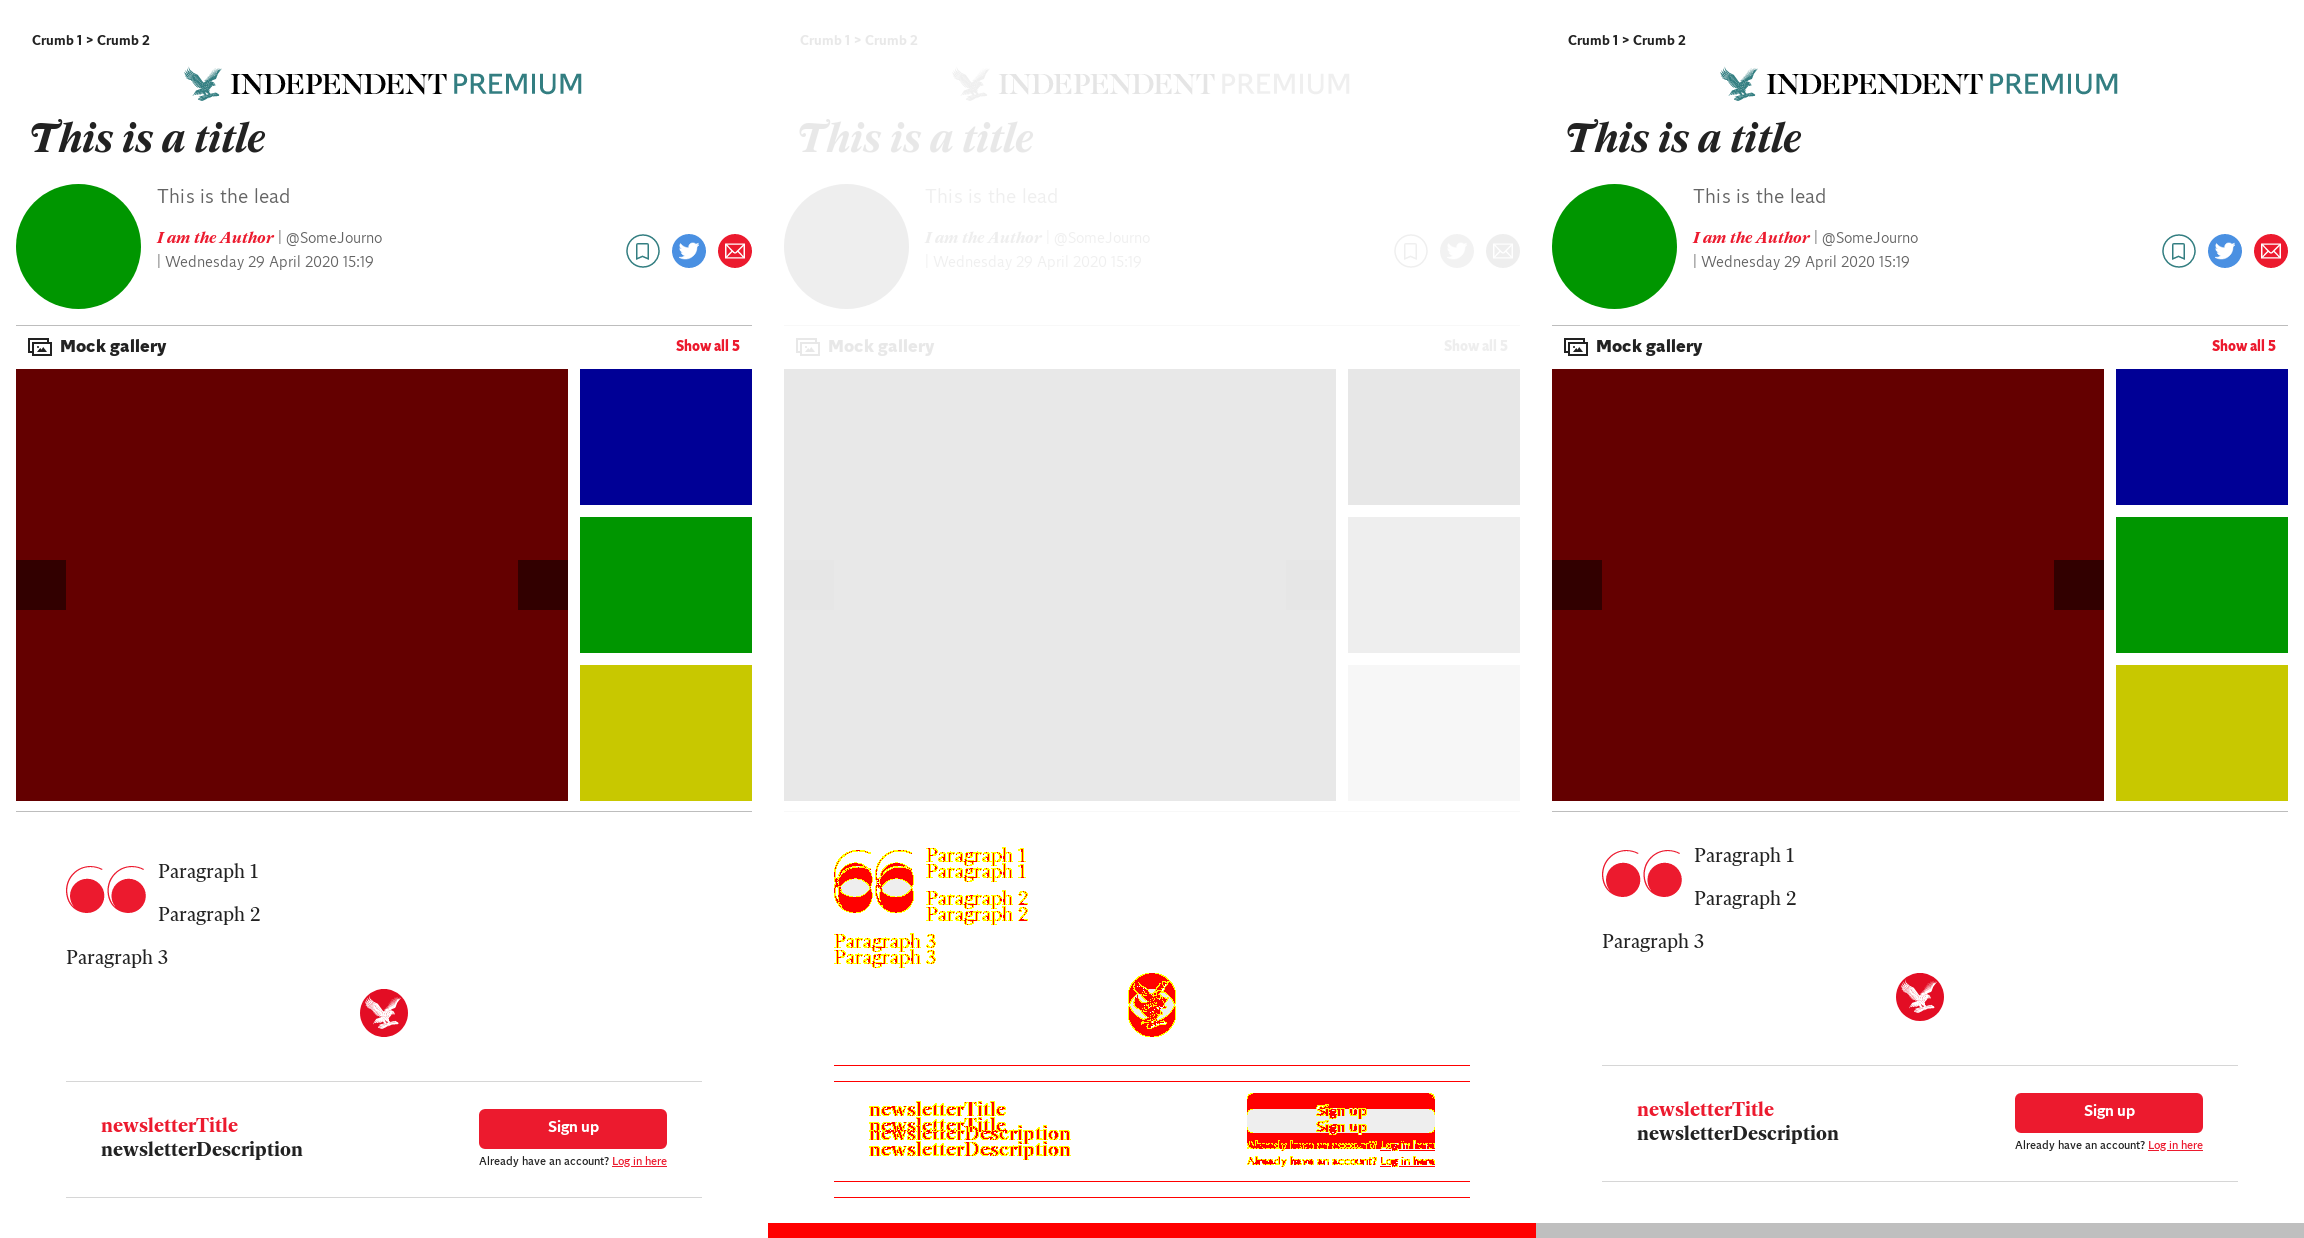 Crumb 1 > Crumb 2
INDEPENDENT PREMIUM
This is a title
This is the lead
I am the Author | @SomeJourno
| Wednesday 29 April 2020 15:19
Mock gallery
Show all 5
Paragraph 1
Paragraph 2
Paragraph 3
newsletterTitle
newsletterDescription
Sign up
Already have an account? Log in here
Crumb 1 > Crumb 2
INDEPENDENT PREMIUM
This is a title
This is the lead
I am the Author | @SomeJourno
| Wednesday 29 April 2020 15:19
Mock gallery
Show all 5
Paragraph 1
Paragraph 1
Paragraph 2
Paragraph 2
Paragraph 3
Paragraph 3
newsletterTitle
newsletterTitle
newsletterDescription
newsletterDescription
Sign up
Sign up
Already have an account? Log in here
Already have an account? Log in here
Crumb 1 > Crumb 2
INDEPENDENT PREMIUM
This is a title
This is the lead
I am the Author | @SomeJourno
| Wednesday 29 April 2020 15:19
Mock gallery
Show all 5
Paragraph 1
Paragraph 2
Paragraph 3
newsletterTitle
newsletterDescription
Sign up
Already have an account? Log in here